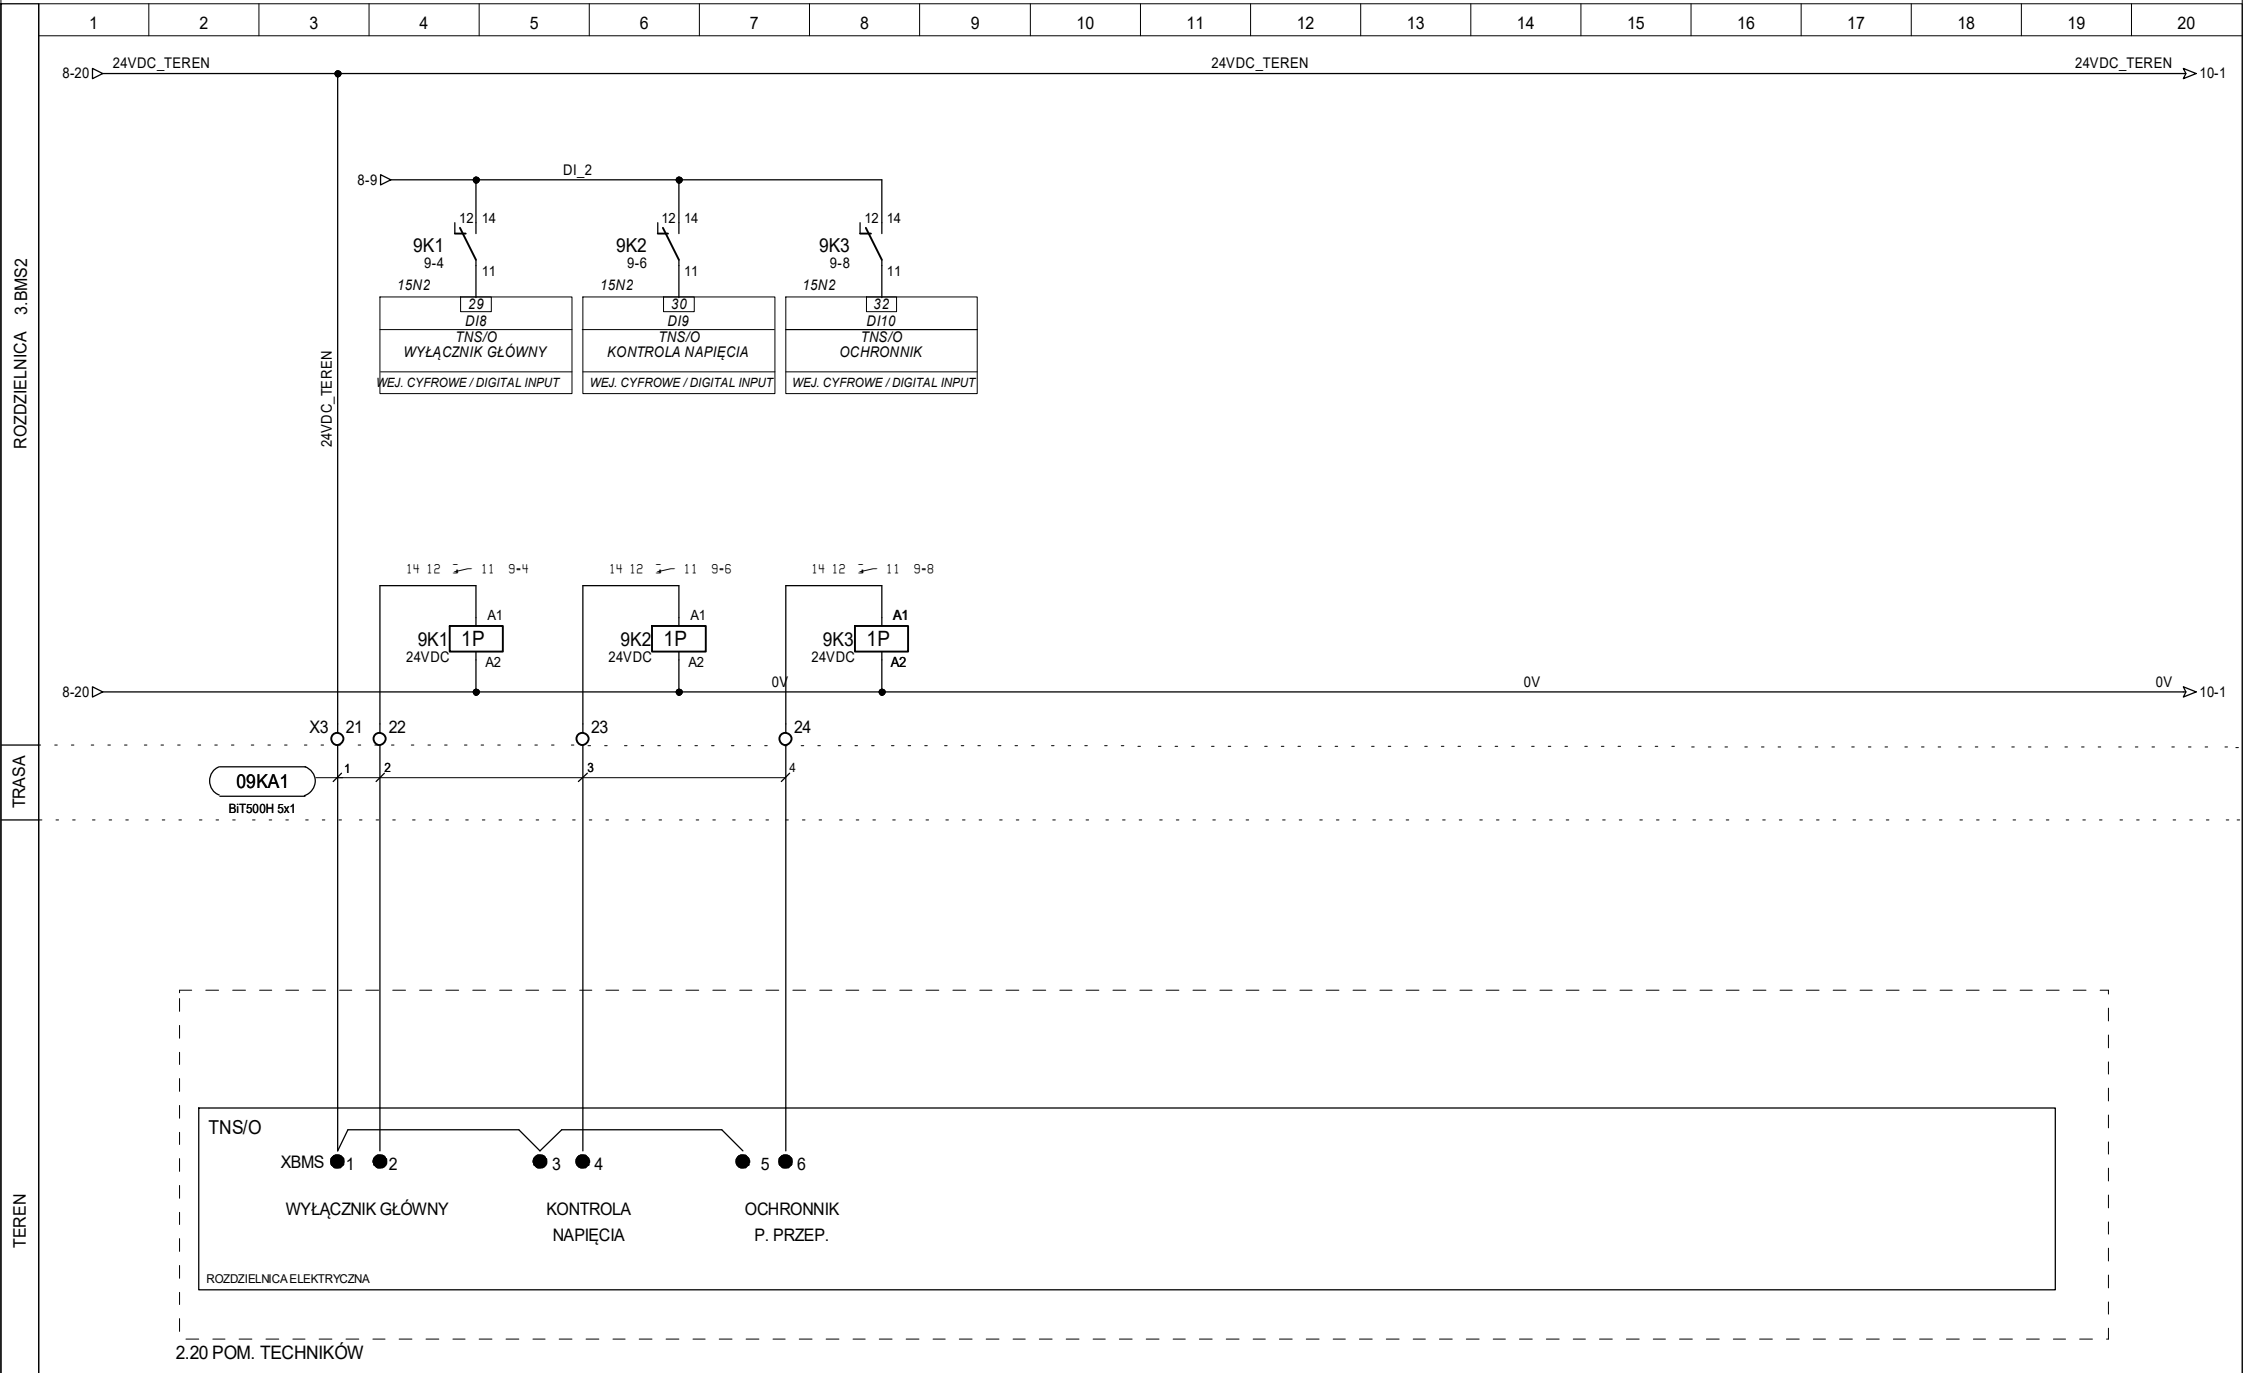 1 2 3 4 5 6 7 8 9 10 11 12 13 14 15 16 17 18 19 20
24VDC_TEREN 24VDC_TEREN 24VDC_TEREN
8-20 10-1
ROZDZIELNICA 3.BMS2
24VDC_TEREN
DI_2
8-9
12 14 12 14 12 14
9K1 9K2 9K3
9-4 9-6 9-8
11 11 11
15N2 15N2 15N2
29 30 32
DI8 DI9 DI10
TNS/O TNS/O TNS/O
WYŁĄCZNIK GŁÓWNY KONTROLA NAPIĘCIA OCHRONNIK
WEJ. CYFROWE / DIGITAL INPUT WEJ. CYFROWE / DIGITAL INPUT WEJ. CYFROWE / DIGITAL INPUT
14 12 11 9-4 14 12 11 9-6 14 12 11 9-8
A1 A1 A1
9K1 1P 9K2 1P 9K3 1P
24VDC 24VDC 24VDC
A2 A2 A2
0V 0V 0V
8-20 10-1
X3 21 22 23 24
TRASA
1 2 3 4
09KA1
BiT500H 5x1
TEREN
TNS/O
XBMS 1 2 3 4 5 6
WYŁĄCZNIK GŁÓWNY KONTROLA OCHRONNIK
NAPIĘCIA P. PRZEP.
ROZDZIELNICA ELEKTRYCZNA
2.20 POM. TECHNIKÓW